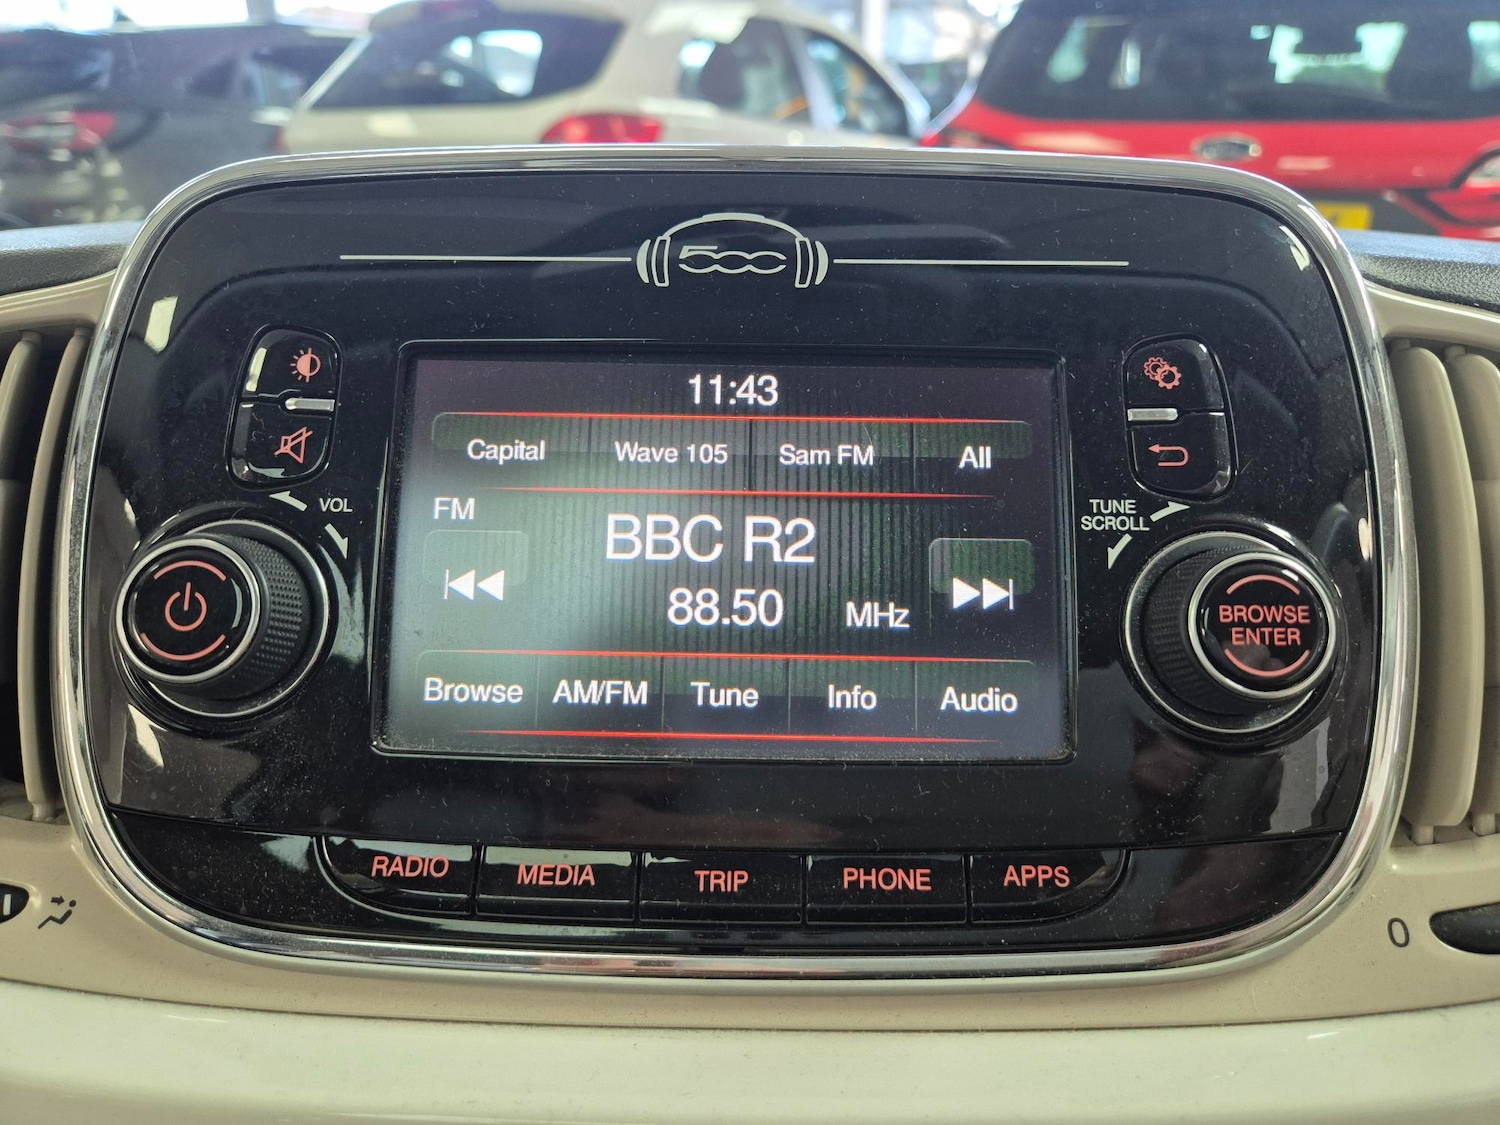 500
11:43
Capital Wave 105 Sam FM All
VOL
TUNE
SCROLL
FM
BBC R2
88.50 MHz
BROWSE
ENTER
Browse AM/FM Tune Info Audio
RADIO MEDIA TRIP PHONE APPS
0